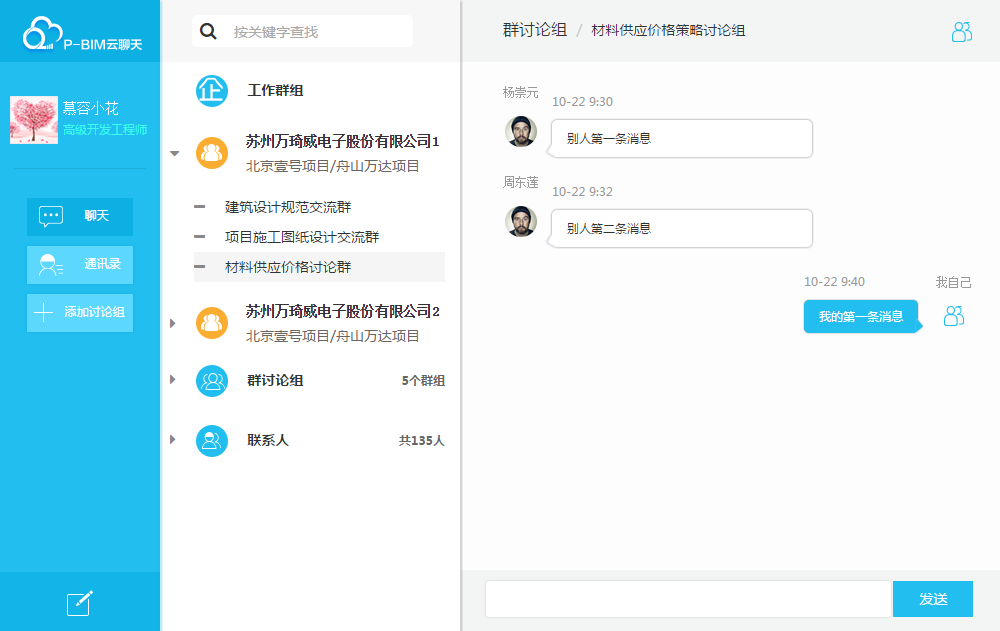 P-BIM云聊天
慕容小花
高级开发工程师
聊天
通讯录
添加讨论组
按关键字查找
工作群组
苏州万琦威电子股份有限公司1
北京壹号项目/舟山万达项目
建筑设计规范交流群
项目施工图纸设计交流群
材料供应价格讨论群
苏州万琦威电子股份有限公司2
北京壹号项目/舟山万达项目
群讨论组 5个群组
联系人 共135人
群讨论组 / 材料供应价格策略讨论组
杨崇元 10-22 9:30
别人第一条消息
周东莲 10-22 9:32
别人第二条消息
10-22 9:40 我自己
我的第一条消息
发送